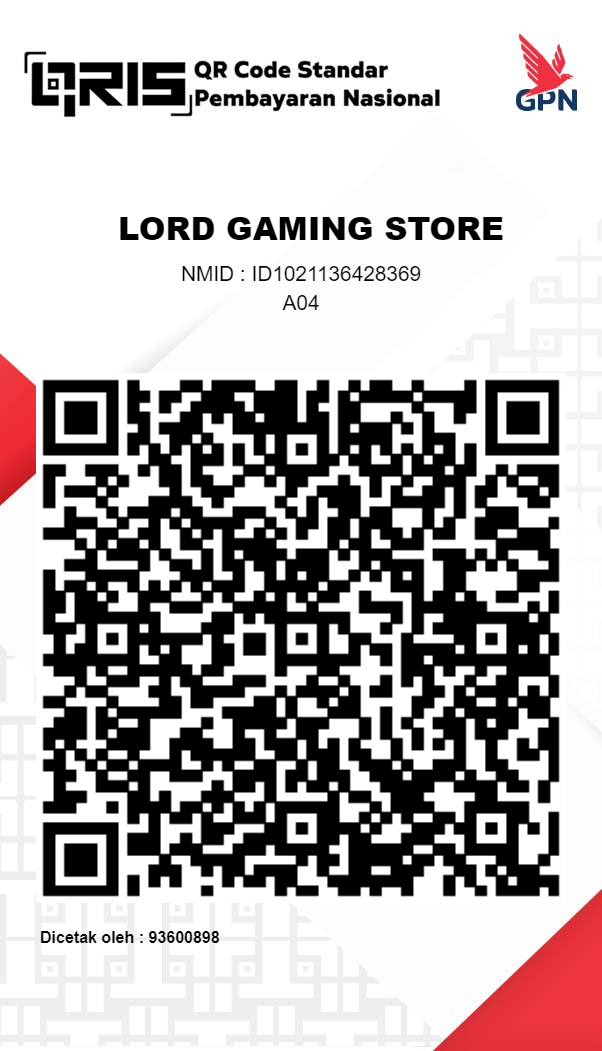 QRIS QR Code Standar
Pembayaran Nasional
GPN
LORD GAMING STORE
NMID : ID1021136428369
A04
Dicetak oleh : 93600898